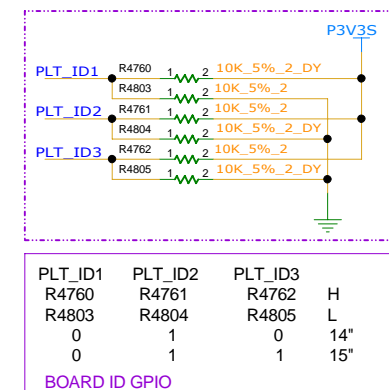 P3V3S
PLT_ID1 R4760 1 2 10K_5%_2_DY
R4803 1 2 10K_5%_2
PLT_ID2 R4761 1 2 10K_5%_2
R4804 1 2 10K_5%_2_DY
PLT_ID3 R4762 1 2 10K_5%_2
R4805 1 2 10K_5%_2_DY
PLT_ID1 PLT_ID2 PLT_ID3
R4760 R4761 R4762 H
R4803 R4804 R4805 L
0 1 0 14"
0 1 1 15"
BOARD ID GPIO